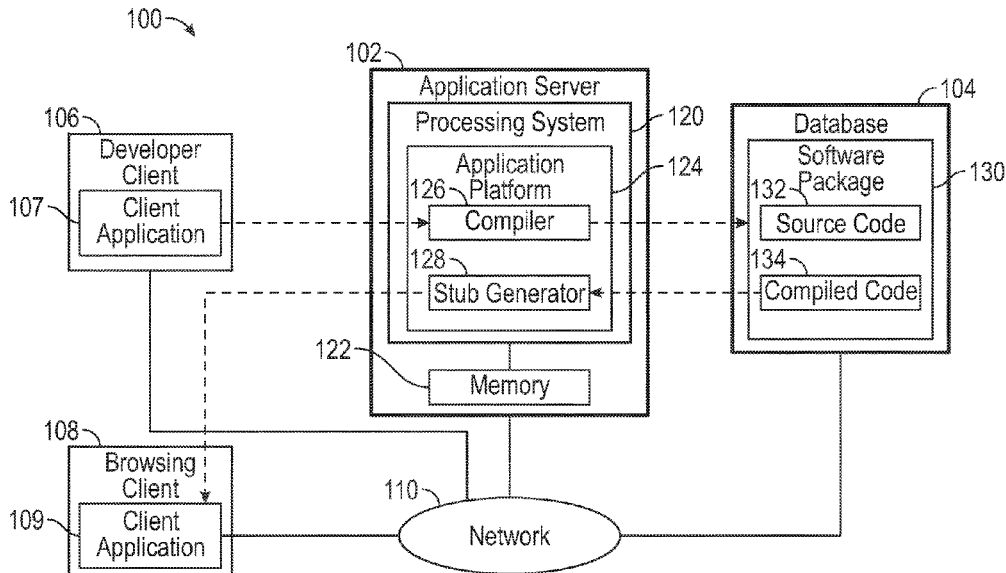 100
102
Application Server
Processing System
120
Application
Platform
124
126
Compiler
128
Stub Generator
122
Memory
104
Database
Software
Package
130
132
Source Code
134
Compiled Code
106
Developer
Client
107
Client
Application
108
Browsing
Client
109
Client
Application
110
Network